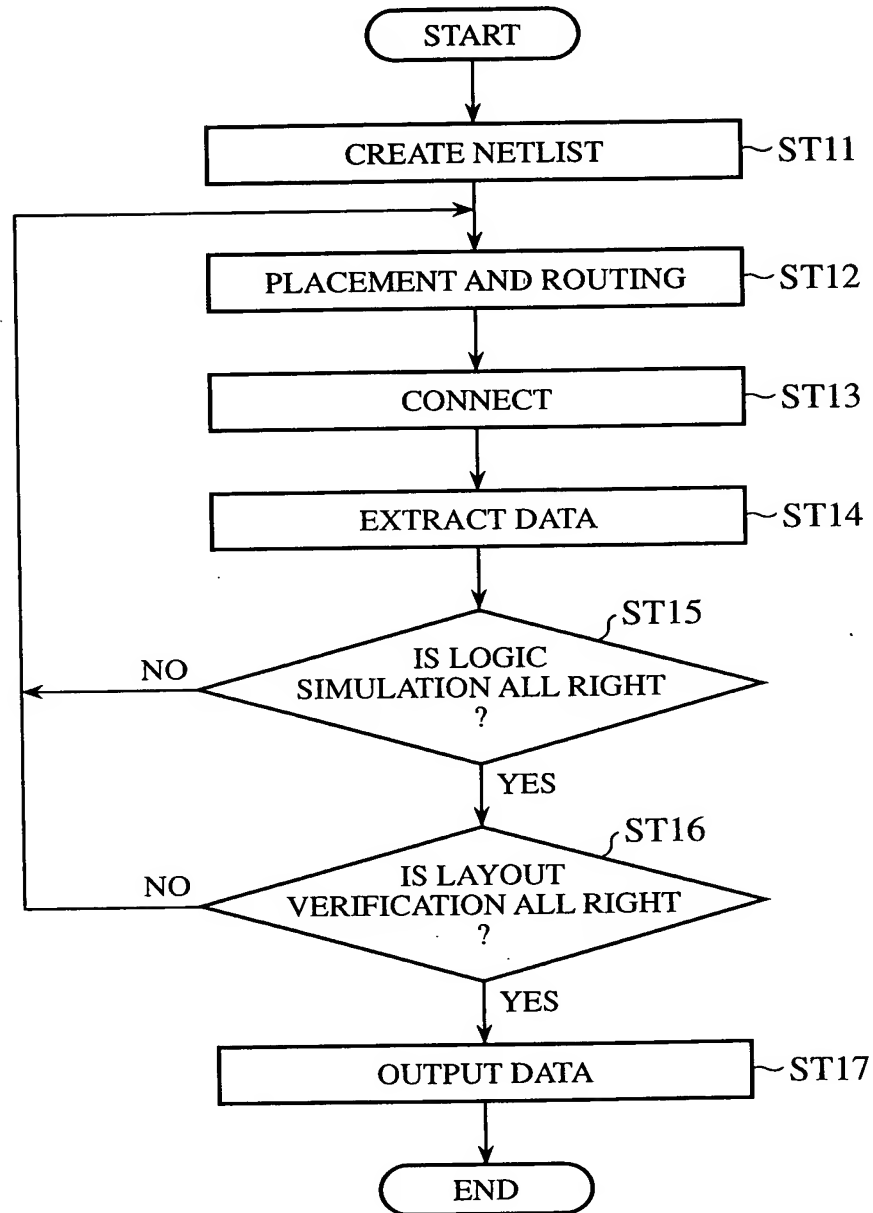 START
CREATE NETLIST
ST11
PLACEMENT AND ROUTING
ST12
CONNECT
ST13
EXTRACT DATA
ST14
ST15
IS LOGIC
SIMULATION ALL RIGHT
?
NO
YES
ST16
IS LAYOUT
VERIFICATION ALL RIGHT
?
NO
YES
OUTPUT DATA
ST17
END